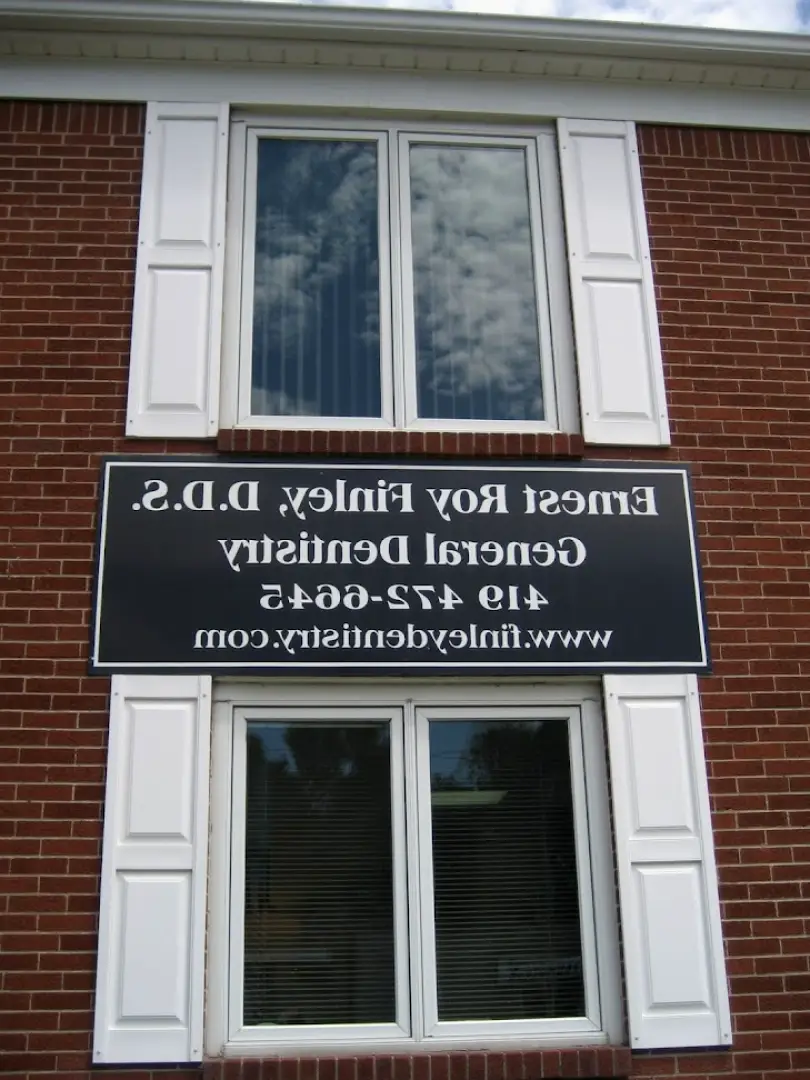 Ernest Roy Finley, D.D.S.
General Dentistry
419 472-6645
www.finleydentistry.com